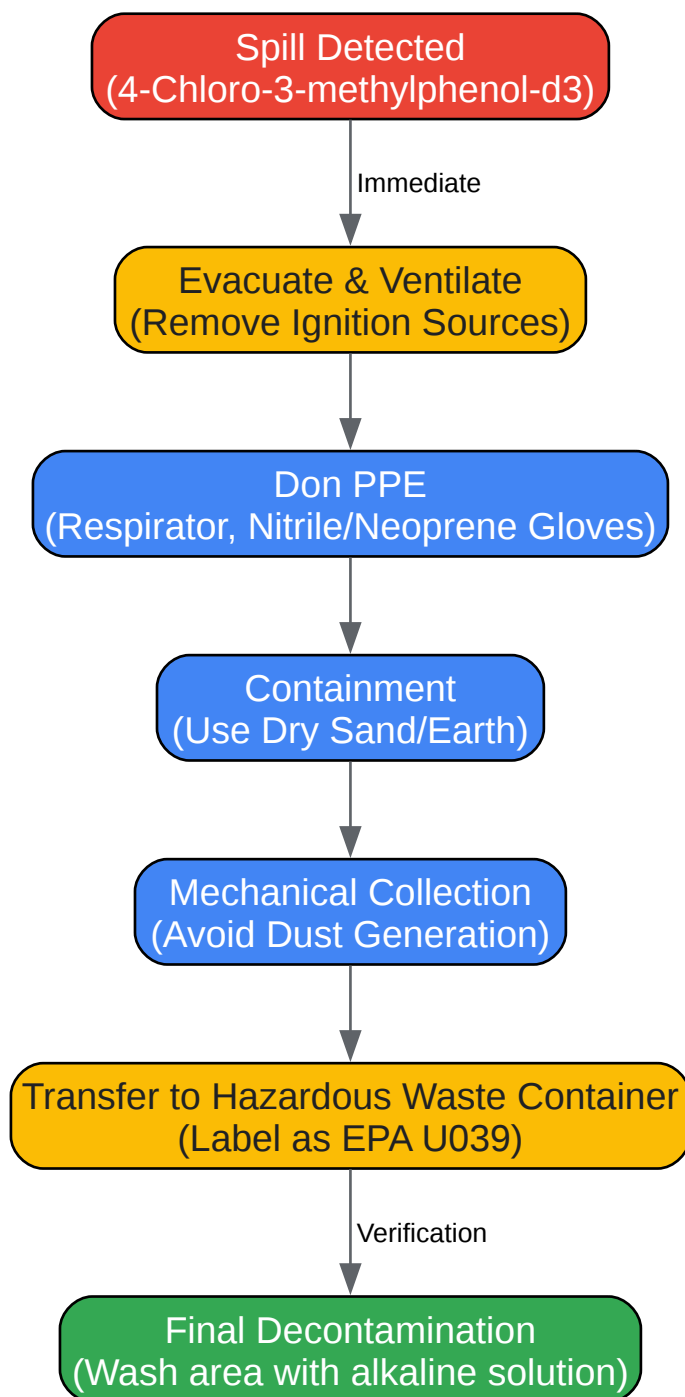 Spill Detected
(4-Chloro-3-methylphenol-d3)
Immediate
Evacuate & Ventilate
(Remove Ignition Sources)
Don PPE
(Respirator, Nitrile/Neoprene Gloves)
Containment
(Use Dry Sand/Earth)
Mechanical Collection
(Avoid Dust Generation)
Transfer to Hazardous Waste Container
(Label as EPA U039)
Verification
Final Decontamination
(Wash area with alkaline solution)